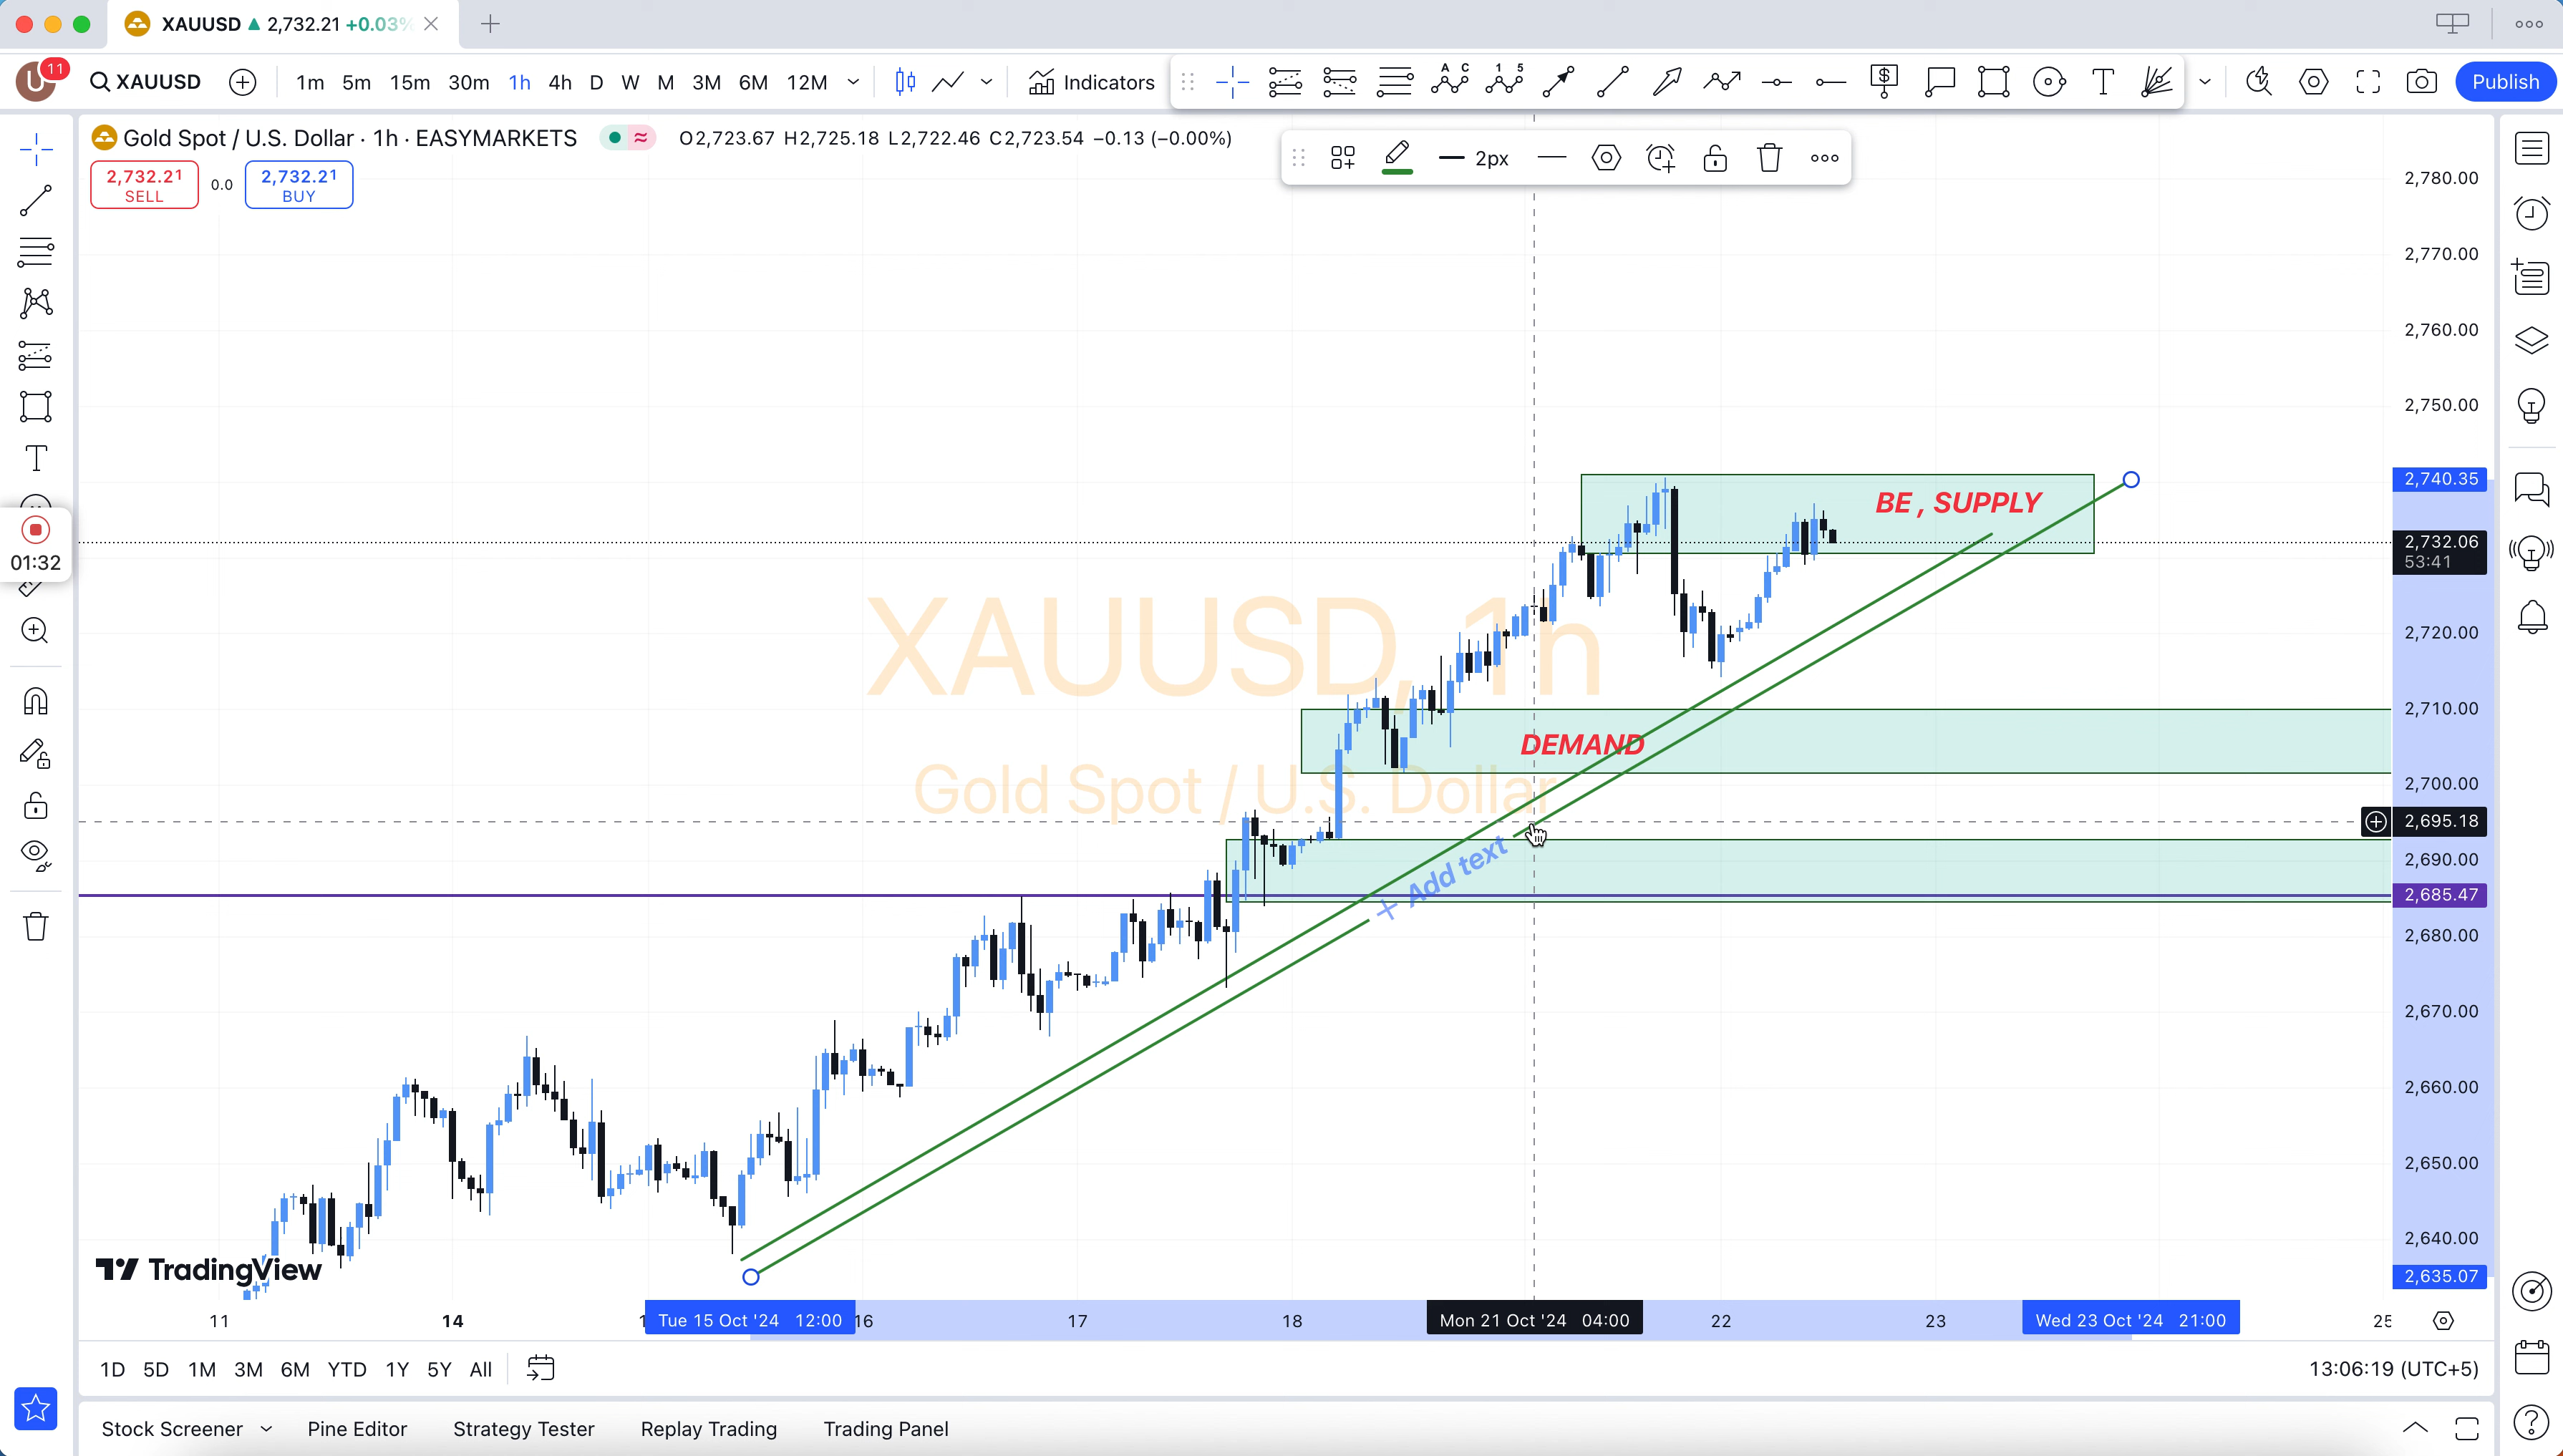 XAUUSD ▲ 2,732.21 +0.03%
U 11
XAUUSD 1m 5m 15m 30m 1h 4h D W M 3M 6M 12M Indicators A C 1 5 $ T Publish
Gold Spot / U.S. Dollar · 1h · EASYMARKETS O2,723.67 H2,725.18 L2,722.46 C2,723.54 −0.13 (−0.00%)
2,732.21 SELL
0.0
2,732.21 BUY
2px
2,780.00
2,770.00
2,760.00
2,750.00
2,740.35
BE , SUPPLY
2,732.06
53:41
01:32
XAUUSD, 1h
2,720.00
2,710.00
DEMAND
Gold Spot / U.S. Dollar
2,700.00
2,695.18
+ Add text
2,690.00
2,685.47
2,680.00
2,670.00
2,660.00
2,650.00
2,640.00
TradingView
2,635.07
11 14 1 Tue 15 Oct '24 12:00 16 17 18 Mon 21 Oct '24 04:00 22 23 Wed 23 Oct '24 21:00 25
1D 5D 1M 3M 6M YTD 1Y 5Y All 13:06:19 (UTC+5)
Stock Screener Pine Editor Strategy Tester Replay Trading Trading Panel